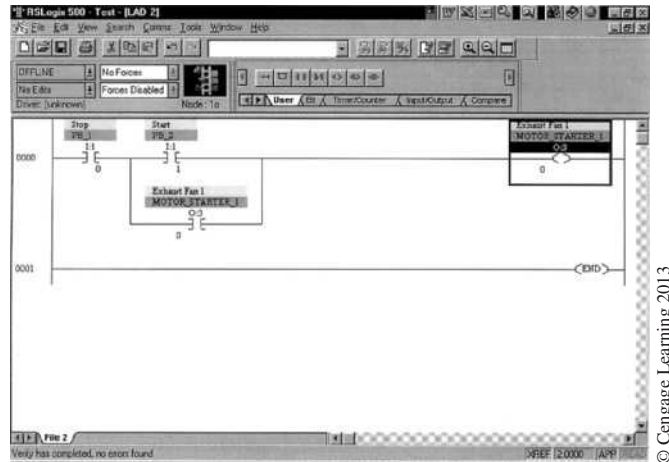 RSLogix 500 - Test - [LAD 2]
File Edit View Search Comms Tools Window Help
OFFLINE No Forces
No Edits Forces Disabled
Driver: (unknown) Node: 1o
User Bit Timer/Counter Input/Output Compare
Stop Start Exhaust Fan 1
PB_1 PB_2 MOTOR_STARTER_1
I:1 I:1 O:3
0000
0 1 0
Exhaust Fan 1
MOTOR_STARTER_1
O:3
0
0001 END
File 2
Verify has completed, no errors found XREF 2:0000 APP READ
© Cengage Learning 2013